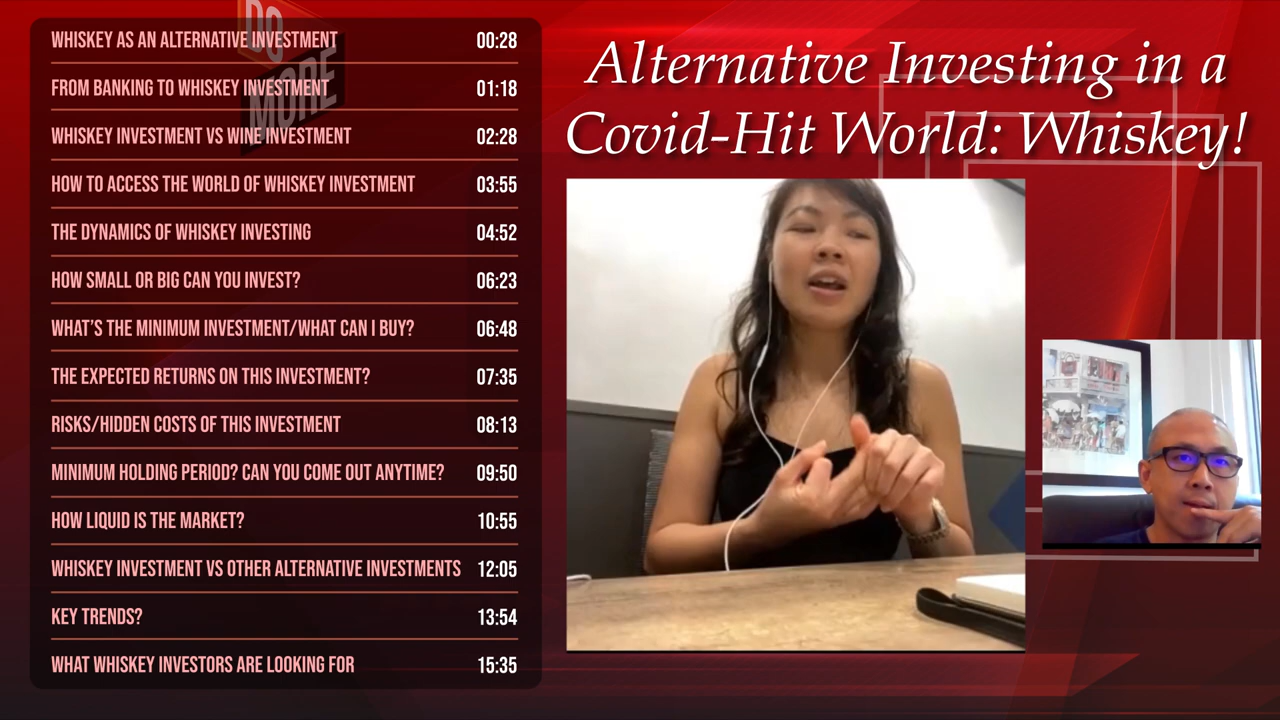 WHISKEY AS AN ALTERNATIVE INVESTMENT 00:28
FROM BANKING TO WHISKEY INVESTMENT 01:18
WHISKEY INVESTMENT VS WINE INVESTMENT 02:28
HOW TO ACCESS THE WORLD OF WHISKEY INVESTMENT 03:55
THE DYNAMICS OF WHISKEY INVESTING 04:52
HOW SMALL OR BIG CAN YOU INVEST? 06:23
WHAT'S THE MINIMUM INVESTMENT/WHAT CAN I BUY? 06:48
THE EXPECTED RETURNS ON THIS INVESTMENT? 07:35
RISKS/HIDDEN COSTS OF THIS INVESTMENT 08:13
MINIMUM HOLDING PERIOD? CAN YOU COME OUT ANYTIME? 09:50
HOW LIQUID IS THE MARKET? 10:55
WHISKEY INVESTMENT VS OTHER ALTERNATIVE INVESTMENTS 12:05
KEY TRENDS? 13:54
WHAT WHISKEY INVESTORS ARE LOOKING FOR 15:35
DO
MORE
Alternative Investing in a
Covid-Hit World: Whiskey!